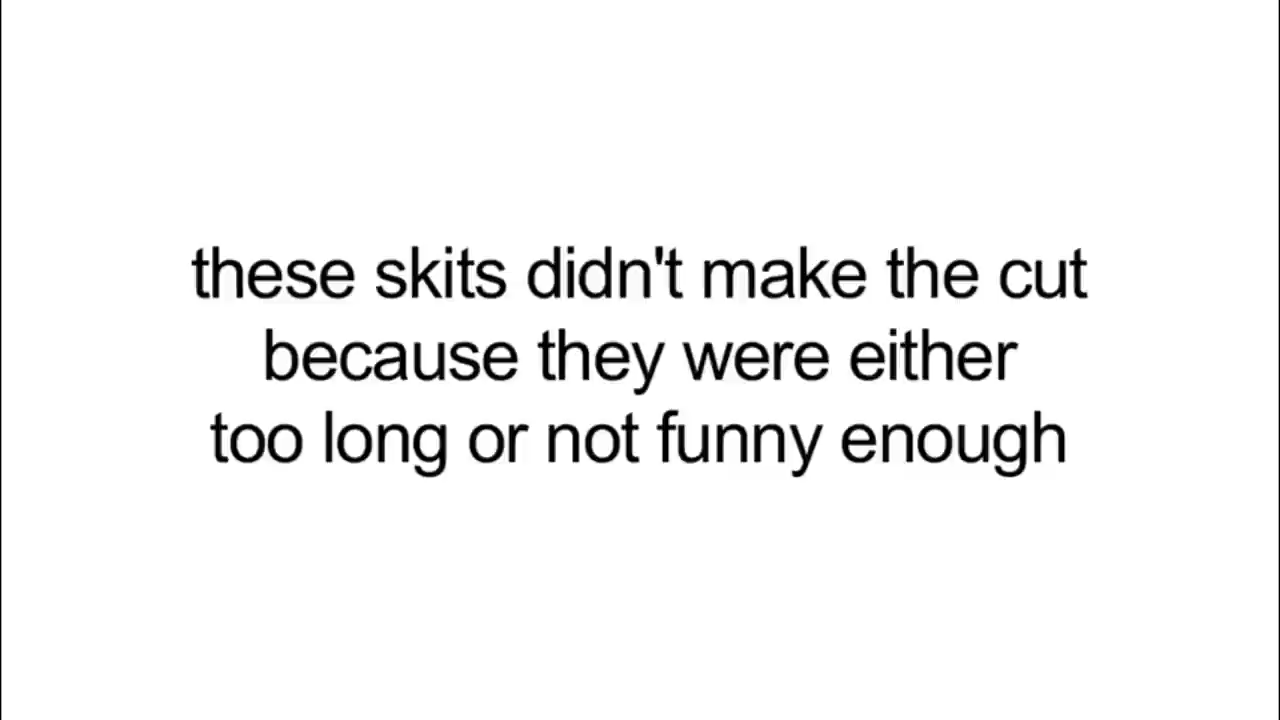 these skits didn't make the cut
because they were either
too long or not funny enough